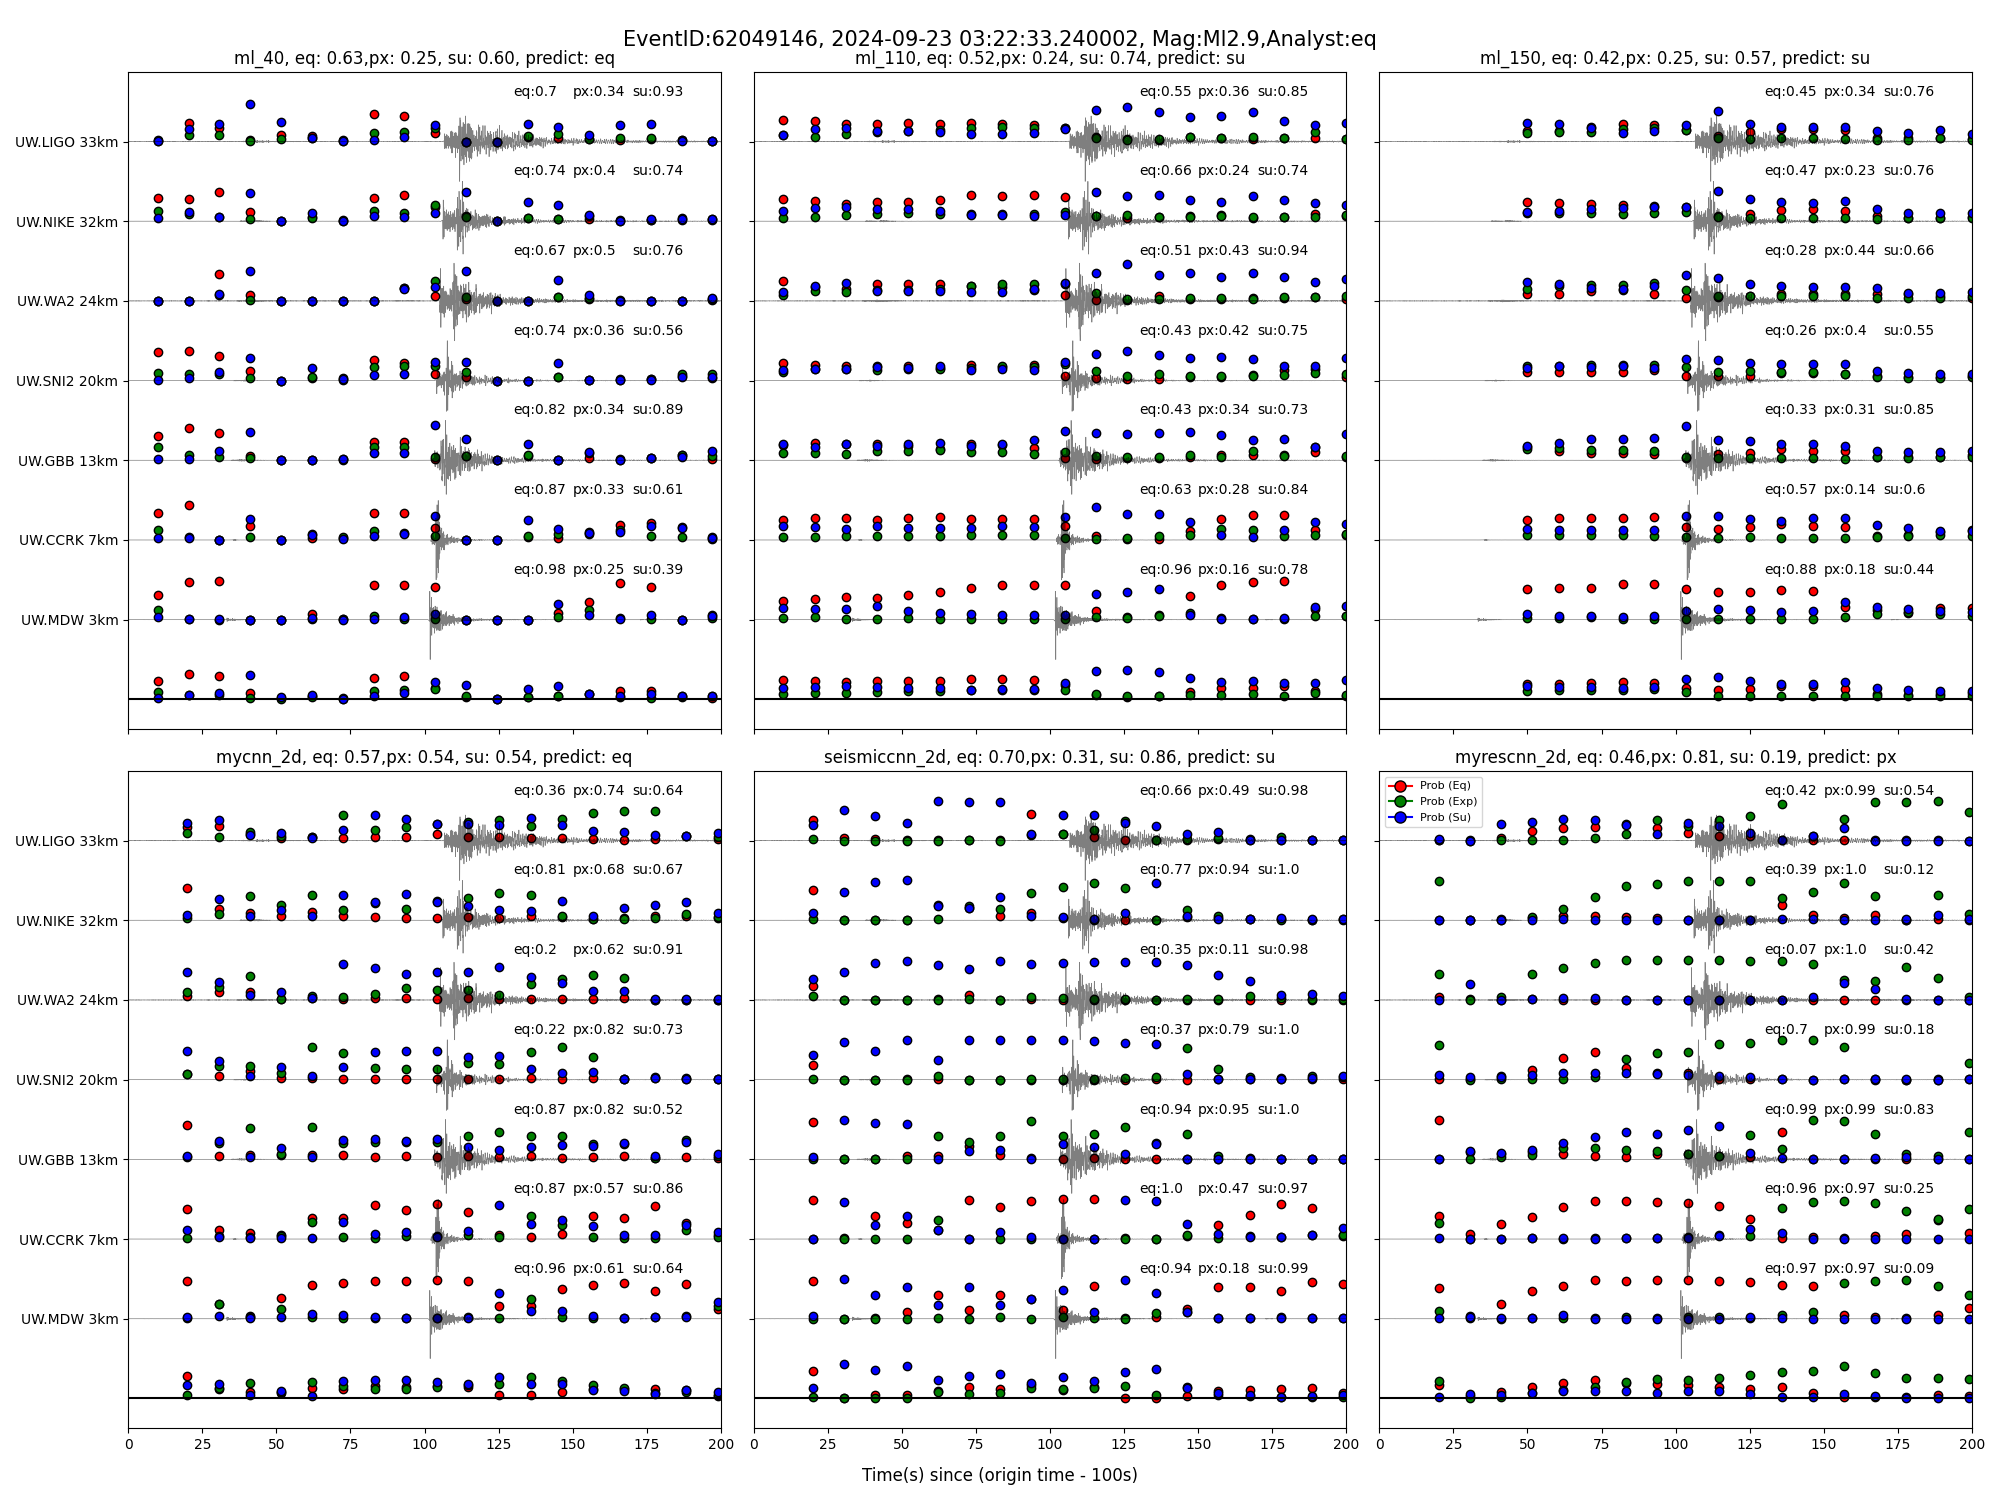 EventID:62049146, 2024-09-23 03:22:33.240002, Mag:Ml2.9,Analyst:eq
ml_40, eq: 0.63,px: 0.25, su: 0.60, predict: eq
eq:0.7 px:0.34 su:0.93
UW.LIGO 33km
eq:0.74 px:0.4 su:0.74
UW.NIKE 32km
eq:0.67 px:0.5 su:0.76
UW.WA2 24km
eq:0.74 px:0.36 su:0.56
UW.SNI2 20km
eq:0.82 px:0.34 su:0.89
UW.GBB 13km
eq:0.87 px:0.33 su:0.61
UW.CCRK 7km
eq:0.98 px:0.25 su:0.39
UW.MDW 3km
ml_110, eq: 0.52,px: 0.24, su: 0.74, predict: su
eq:0.55 px:0.36 su:0.85
eq:0.66 px:0.24 su:0.74
eq:0.51 px:0.43 su:0.94
eq:0.43 px:0.42 su:0.75
eq:0.43 px:0.34 su:0.73
eq:0.63 px:0.28 su:0.84
eq:0.96 px:0.16 su:0.78
ml_150, eq: 0.42,px: 0.25, su: 0.57, predict: su
eq:0.45 px:0.34 su:0.76
eq:0.47 px:0.23 su:0.76
eq:0.28 px:0.44 su:0.66
eq:0.26 px:0.4 su:0.55
eq:0.33 px:0.31 su:0.85
eq:0.57 px:0.14 su:0.6
eq:0.88 px:0.18 su:0.44
mycnn_2d, eq: 0.57,px: 0.54, su: 0.54, predict: eq
eq:0.36 px:0.74 su:0.64
UW.LIGO 33km
eq:0.81 px:0.68 su:0.67
UW.NIKE 32km
eq:0.2 px:0.62 su:0.91
UW.WA2 24km
eq:0.22 px:0.82 su:0.73
UW.SNI2 20km
eq:0.87 px:0.82 su:0.52
UW.GBB 13km
eq:0.87 px:0.57 su:0.86
UW.CCRK 7km
eq:0.96 px:0.61 su:0.64
UW.MDW 3km
0 25 50 75 100 125 150 175 200
seismiccnn_2d, eq: 0.70,px: 0.31, su: 0.86, predict: su
eq:0.66 px:0.49 su:0.98
eq:0.77 px:0.94 su:1.0
eq:0.35 px:0.11 su:0.98
eq:0.37 px:0.79 su:1.0
eq:0.94 px:0.95 su:1.0
eq:1.0 px:0.47 su:0.97
eq:0.94 px:0.18 su:0.99
0 25 50 75 100 125 150 175 200
myrescnn_2d, eq: 0.46,px: 0.81, su: 0.19, predict: px
Prob (Eq)
Prob (Exp)
Prob (Su)
eq:0.42 px:0.99 su:0.54
eq:0.39 px:1.0 su:0.12
eq:0.07 px:1.0 su:0.42
eq:0.7 px:0.99 su:0.18
eq:0.99 px:0.99 su:0.83
eq:0.96 px:0.97 su:0.25
eq:0.97 px:0.97 su:0.09
0 25 50 75 100 125 150 175 200
Time(s) since (origin time - 100s)